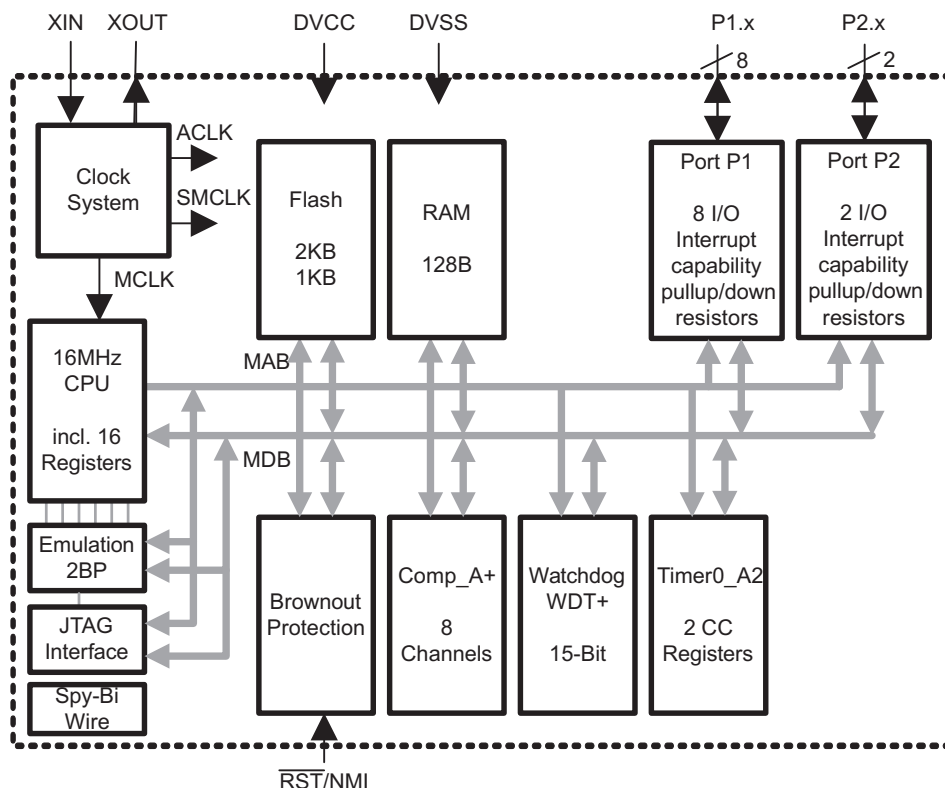 XIN XOUT DVCC DVSS P1.x P2.x
8 2
Clock
System
ACLK
SMCLK
MCLK
Flash
2KB
1KB
RAM
128B
Port P1
8 I/O
Interrupt
capability
pullup/down
resistors
Port P2
2 I/O
Interrupt
capability
pullup/down
resistors
16MHz
CPU
incl. 16
Registers
MAB
MDB
Emulation
2BP
JTAG
Interface
Spy-Bi
Wire
Brownout
Protection
Comp_A+
8
Channels
Watchdog
WDT+
15-Bit
Timer0_A2
2 CC
Registers
RST/NMI